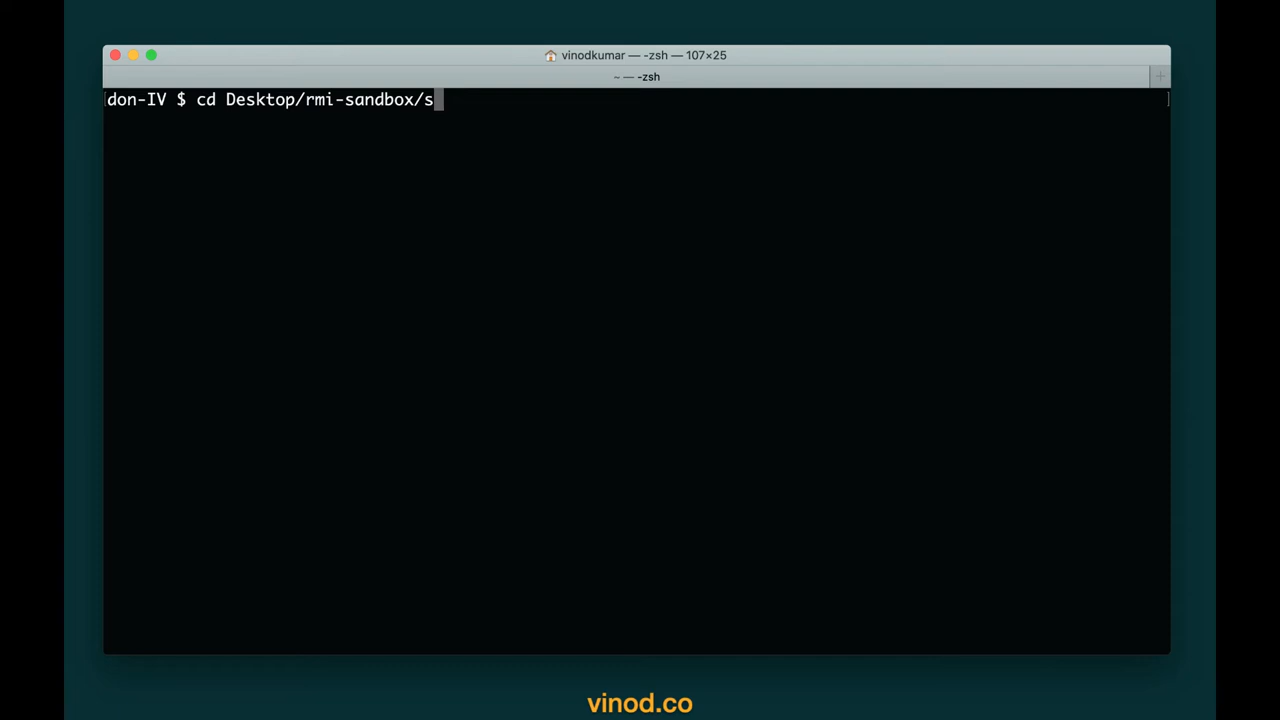 vinodkumar — -zsh — 107×25
~ — -zsh
+
[don-IV $ cd Desktop/rmi-sandbox/s ]
vinod.co